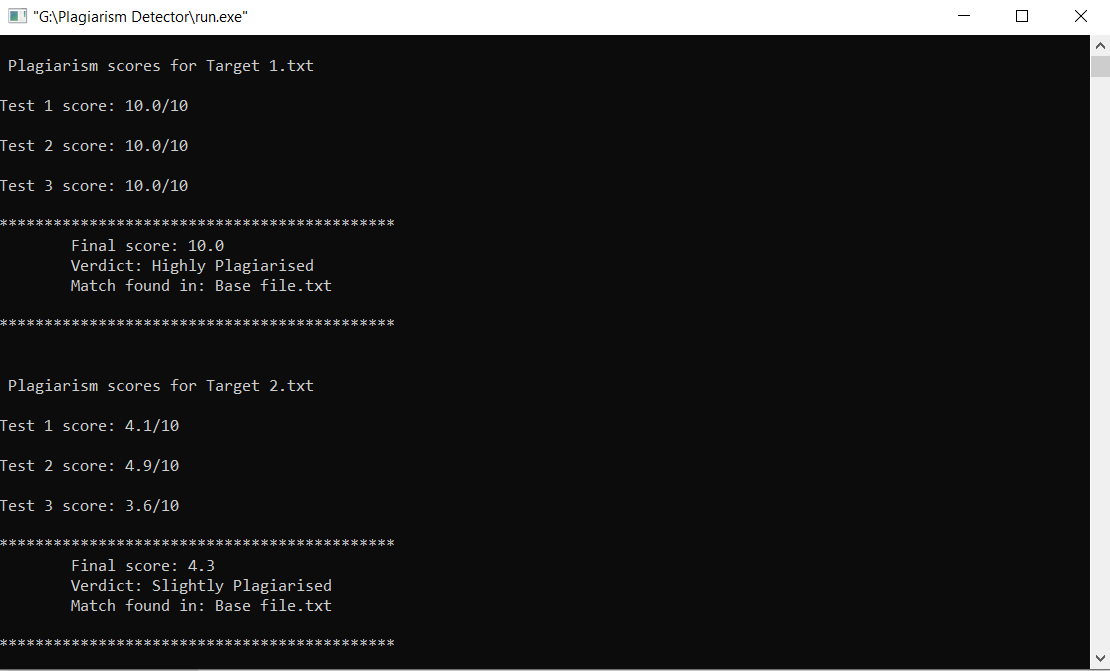 "G:\Plagiarism Detector\run.exe"
Plagiarism scores for Target 1.txt
Test 1 score: 10.0/10
Test 2 score: 10.0/10
Test 3 score: 10.0/10
********************************************
Final score: 10.0
Verdict: Highly Plagiarised
Match found in: Base file.txt
********************************************
Plagiarism scores for Target 2.txt
Test 1 score: 4.1/10
Test 2 score: 4.9/10
Test 3 score: 3.6/10
********************************************
Final score: 4.3
Verdict: Slightly Plagiarised
Match found in: Base file.txt
********************************************